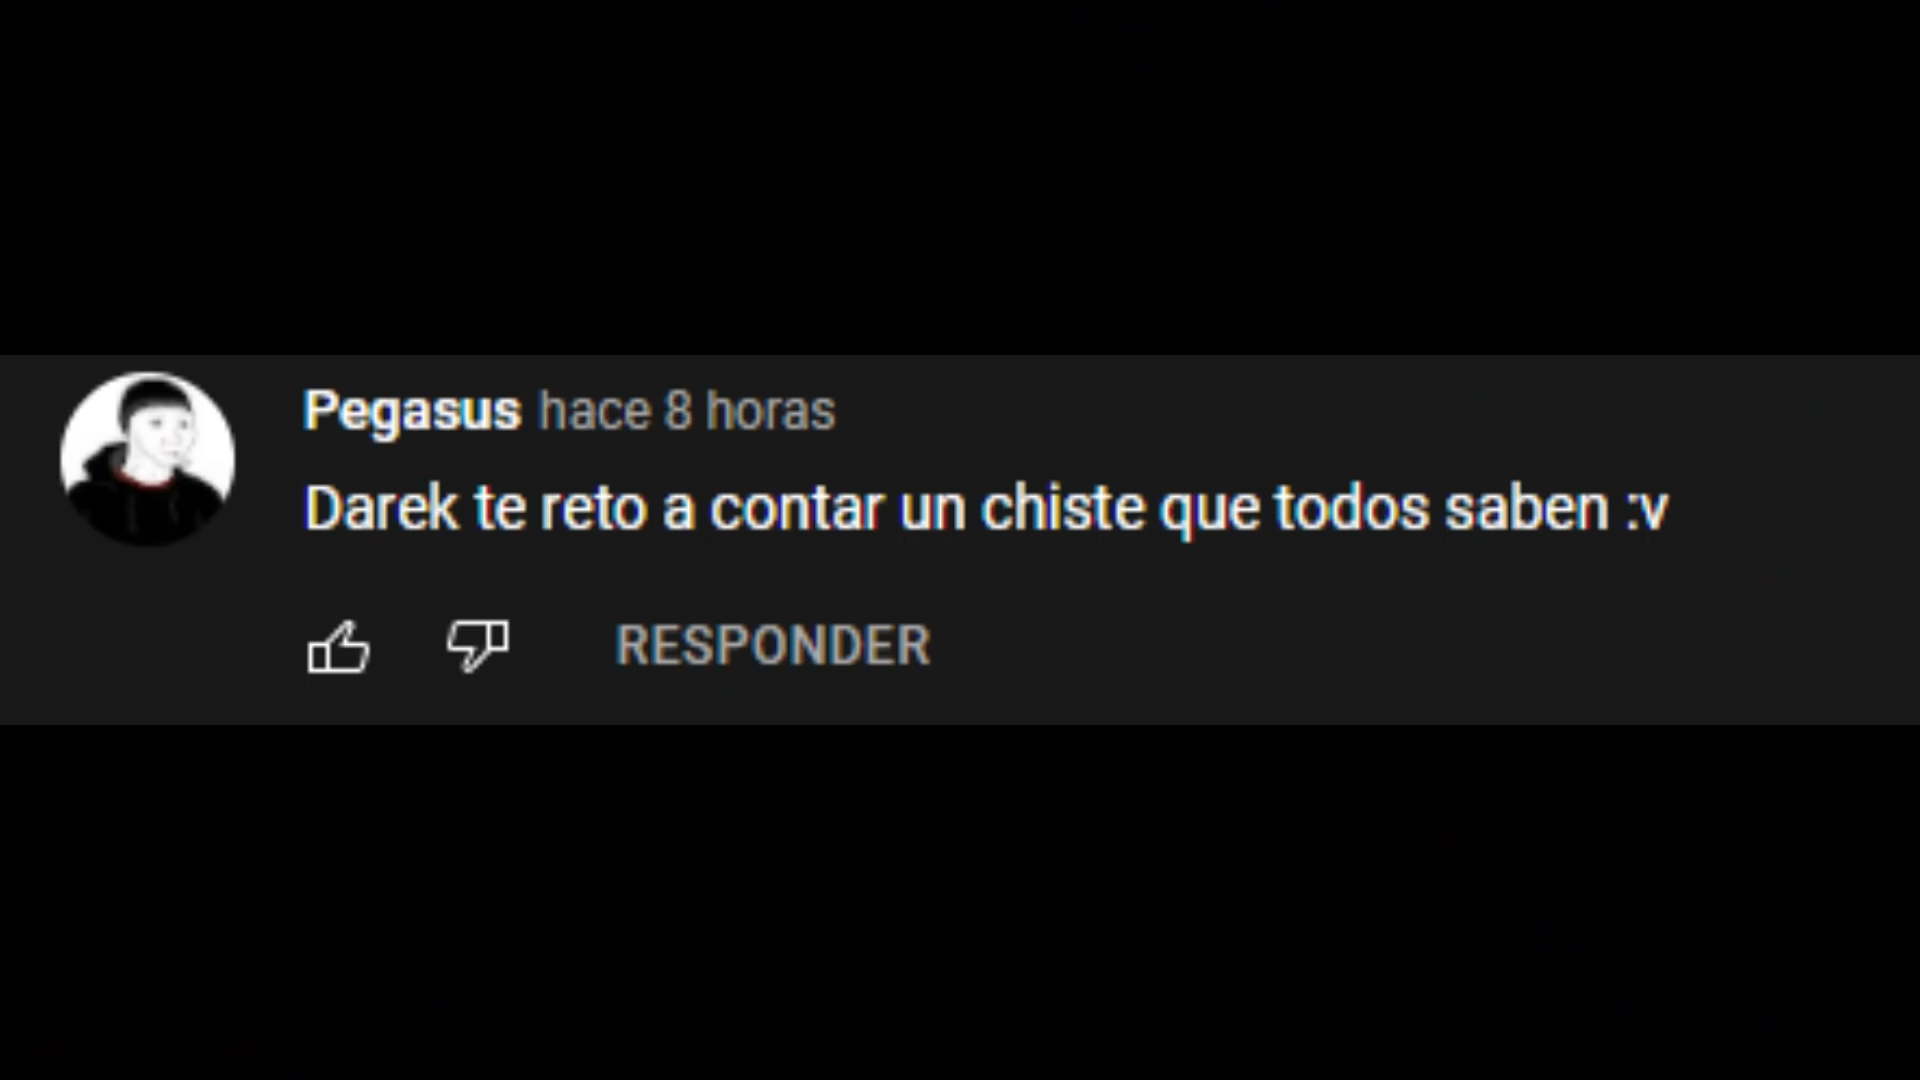 Pegasus hace 8 horas
Darek te reto a contar un chiste que todos saben :v
RESPONDER